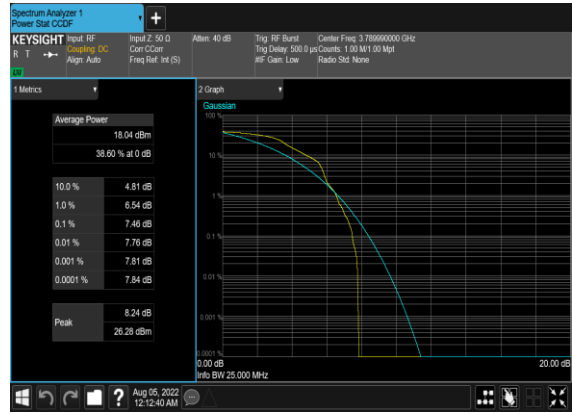 Spectrum Analyzer 1
Power Stat CCDF
KEYSIGHT
R T
Input: RF
Coupling: DC
Align: Auto
Input Z: 50 Ω
Corr CCorr
Freq Ref: Int (S)
Atten: 40 dB
Trig: RF Burst
Trig Delay: 500.0 µs
#IF Gain: Low
Center Freq: 3.789990000 GHz
Counts: 1.00 M/1.00 Mpt
Radio Std: None
1 Metrics
Average Power
18.04 dBm
38.60 % at 0 dB
10.0 % 4.81 dB
1.0 % 6.54 dB
0.1 % 7.46 dB
0.01 % 7.76 dB
0.001 % 7.81 dB
0.0001 % 7.84 dB
Peak
8.24 dB
26.28 dBm
2 Graph
Gaussian
100 %
10 %
1 %
0.1 %
0.01 %
0.001 %
0.0001 %
0.00 dB
20.00 dB
Info BW 25.000 MHz
?
Aug 05, 2022
12:12:40 AM